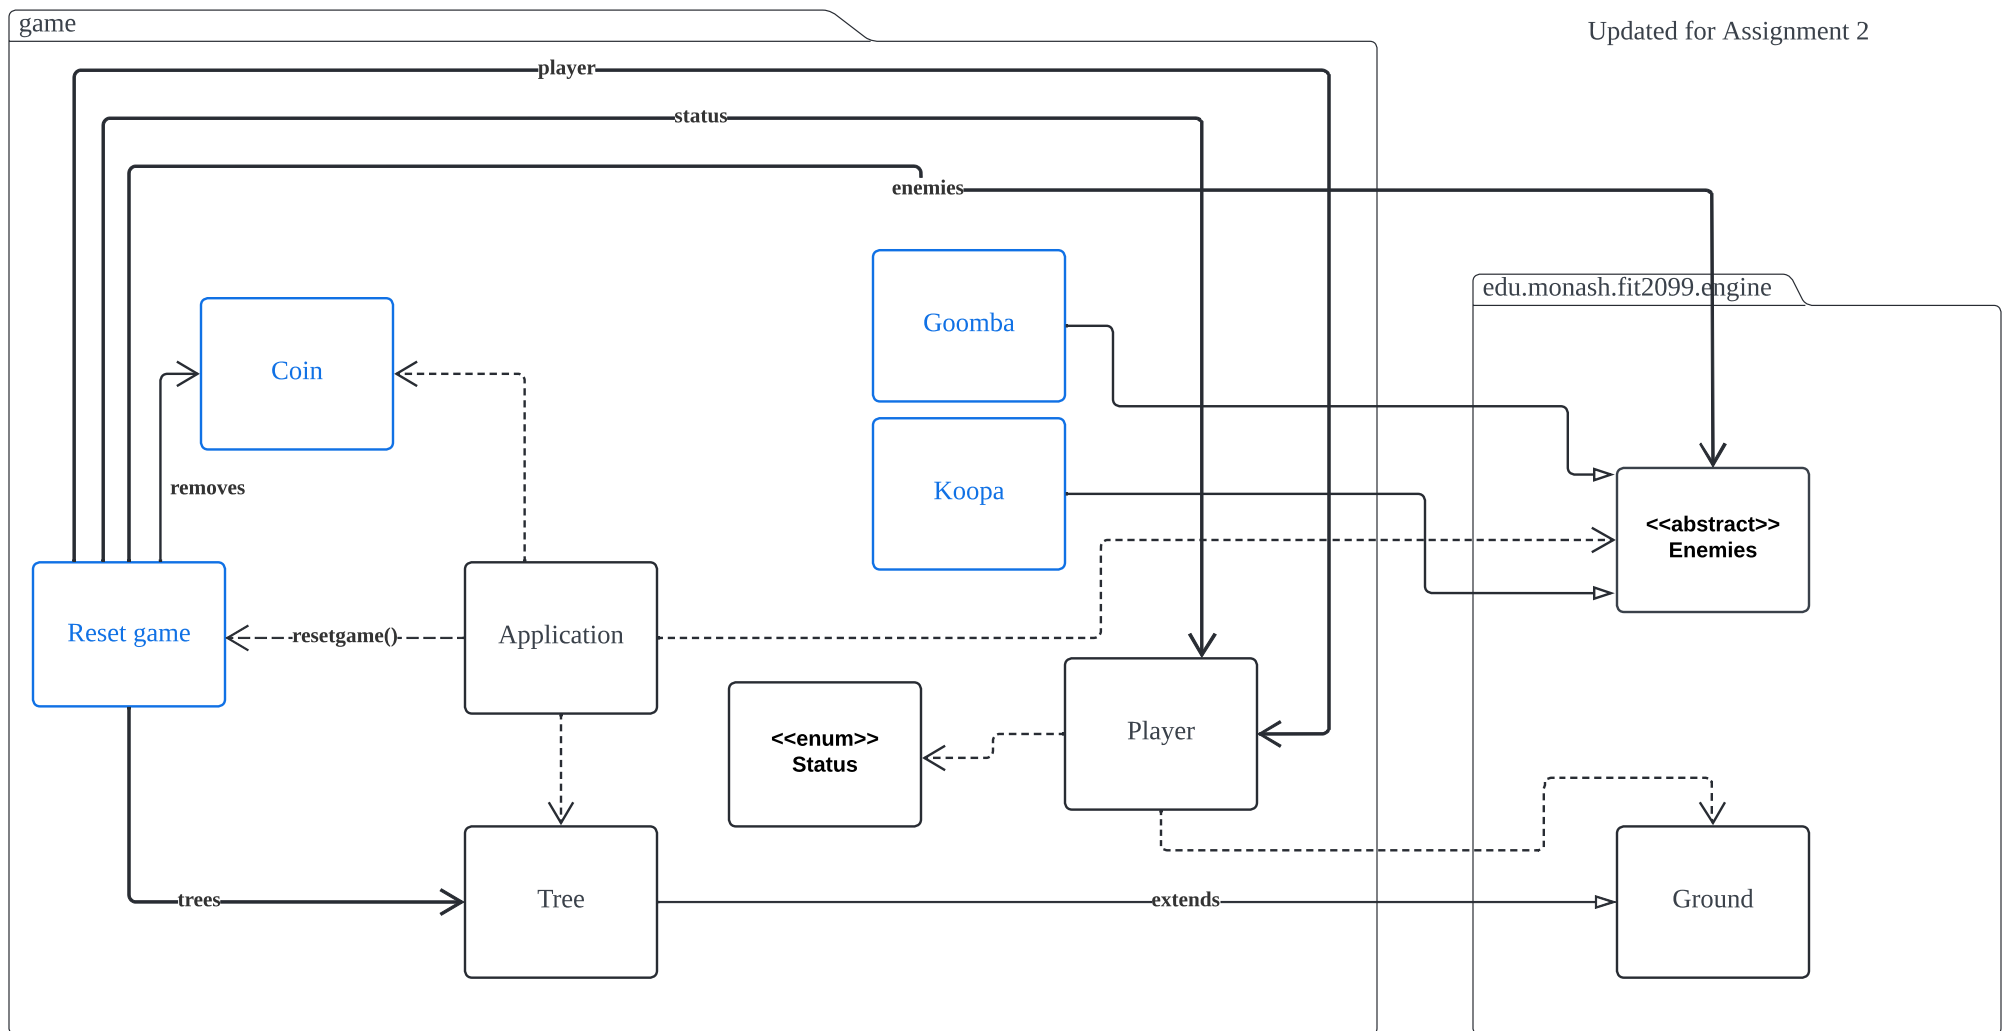 game
Updated for Assignment 2
player
status
enemies
edu.monash.fit2099.engine
Goomba
Coin
Koopa
removes
<<abstract>>
Enemies
Reset game
resetgame()
Application
<<enum>>
Status
Player
trees
Tree
extends
Ground